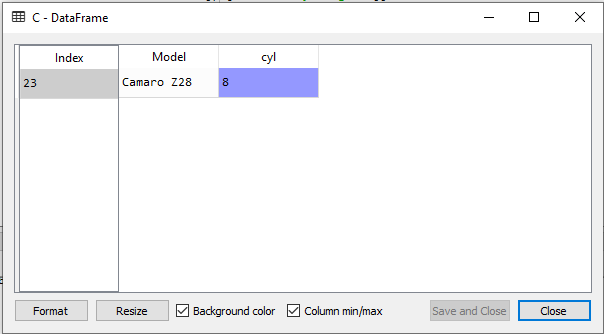 C - DataFrame
Index Model cyl
23 Camaro Z28 8
Format Resize Background color Column min/max Save and Close Close